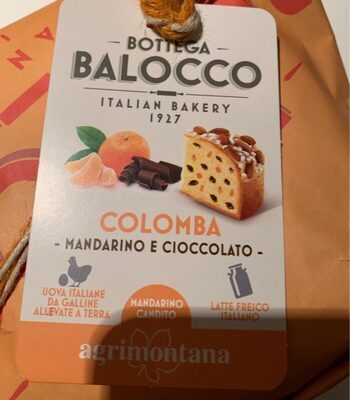 BOTTEGA
BALOCCO
ITALIAN BAKERY
1927
COLOMBA
- MANDARINO E CIOCCOLATO -
UOVA ITALIANE
DA GALLINE
ALLEVATE A TERRA
MANDARINO
CANDITO
LATTE FRESCO
ITALIANO
agrimontana